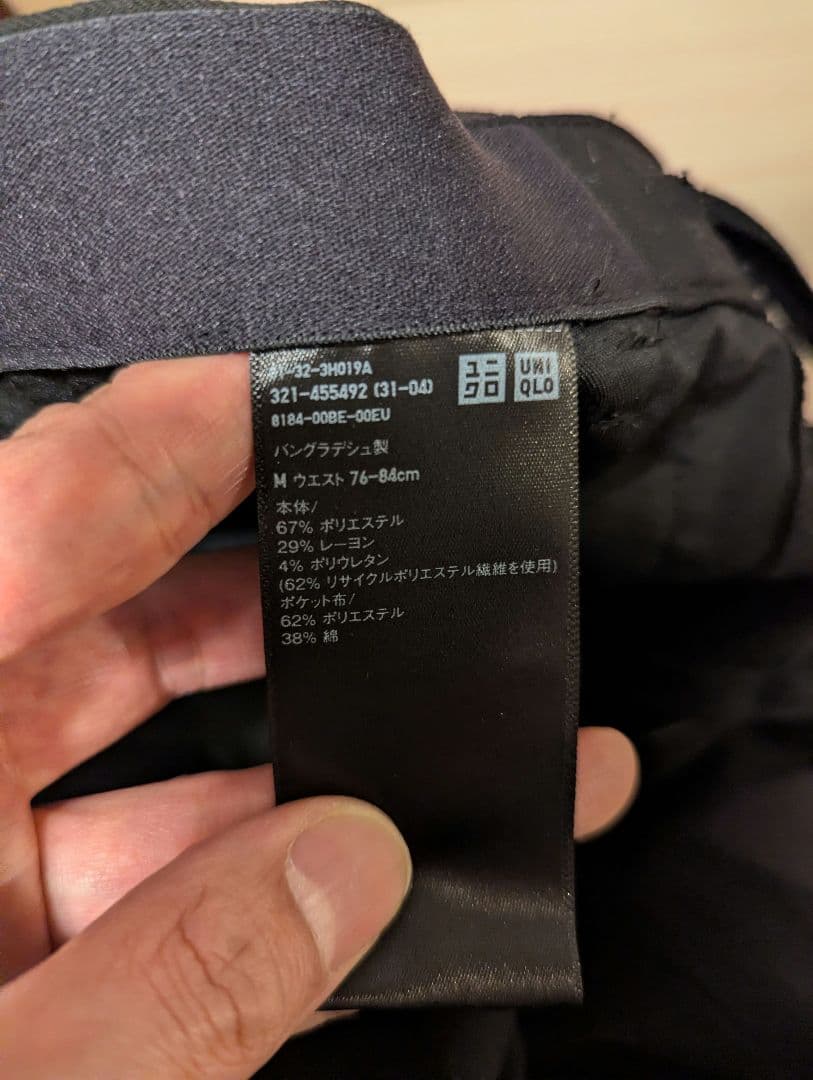 -32-3H019A
321-455492 (31-04)
ユニクロ
UNIQLO
8184-00BE-00EU
バングラデシュ製
M ウエスト 76-84cm
本体/
67% ポリエステル
29% レーヨン
4% ポリウレタン
(62% リサイクルポリエステル繊維を使用)
ポケット布/
62% ポリエステル
38% 綿